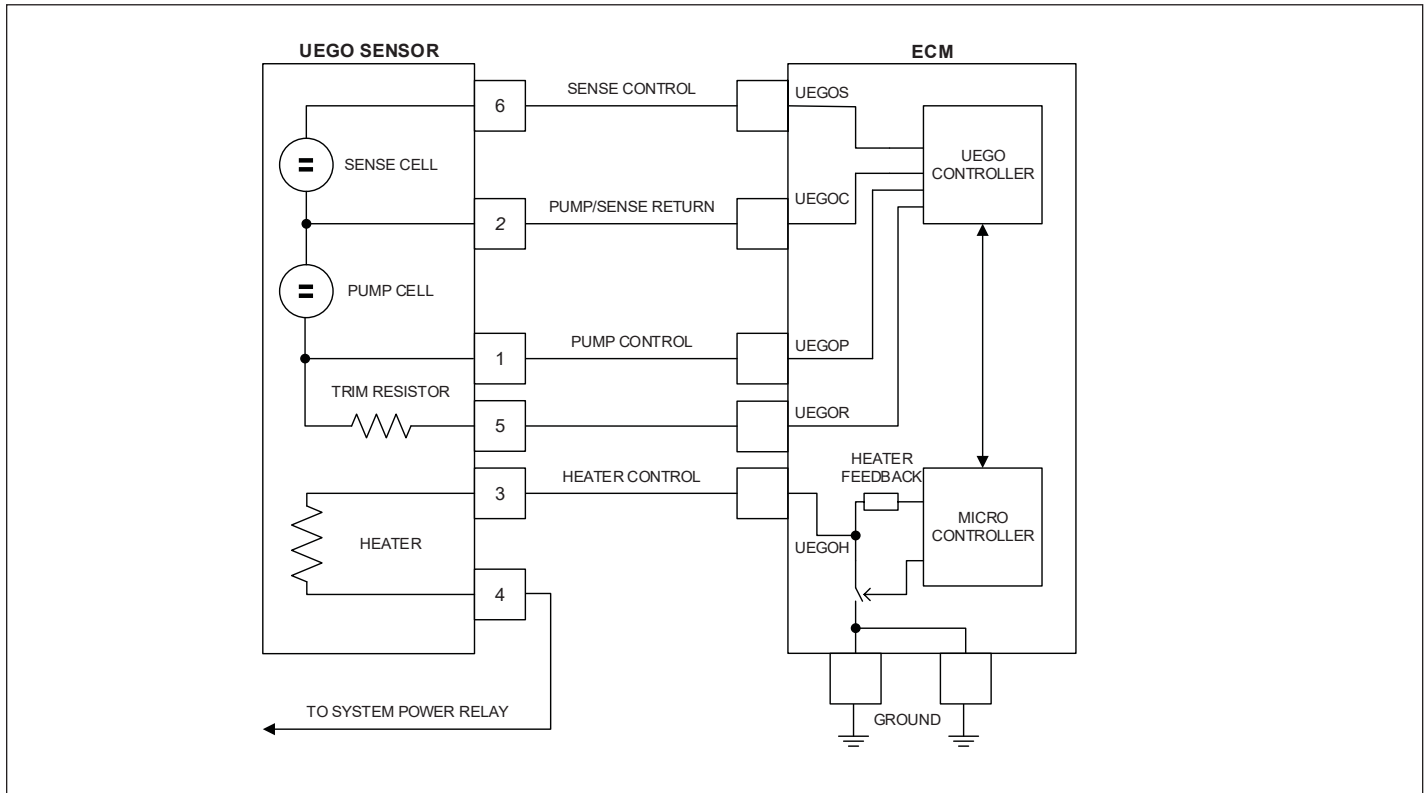 UEGO SENSOR
ECM
6
SENSE CONTROL
UEGOS
SENSE CELL
UEGO
CONTROLLER
2
PUMP/SENSE RETURN
UEGOC
PUMP CELL
1
PUMP CONTROL
UEGOP
TRIM RESISTOR
5
UEGOR
3
HEATER CONTROL
HEATER
FEEDBACK
UEGOH
MICRO
CONTROLLER
HEATER
4
TO SYSTEM POWER RELAY
GROUND